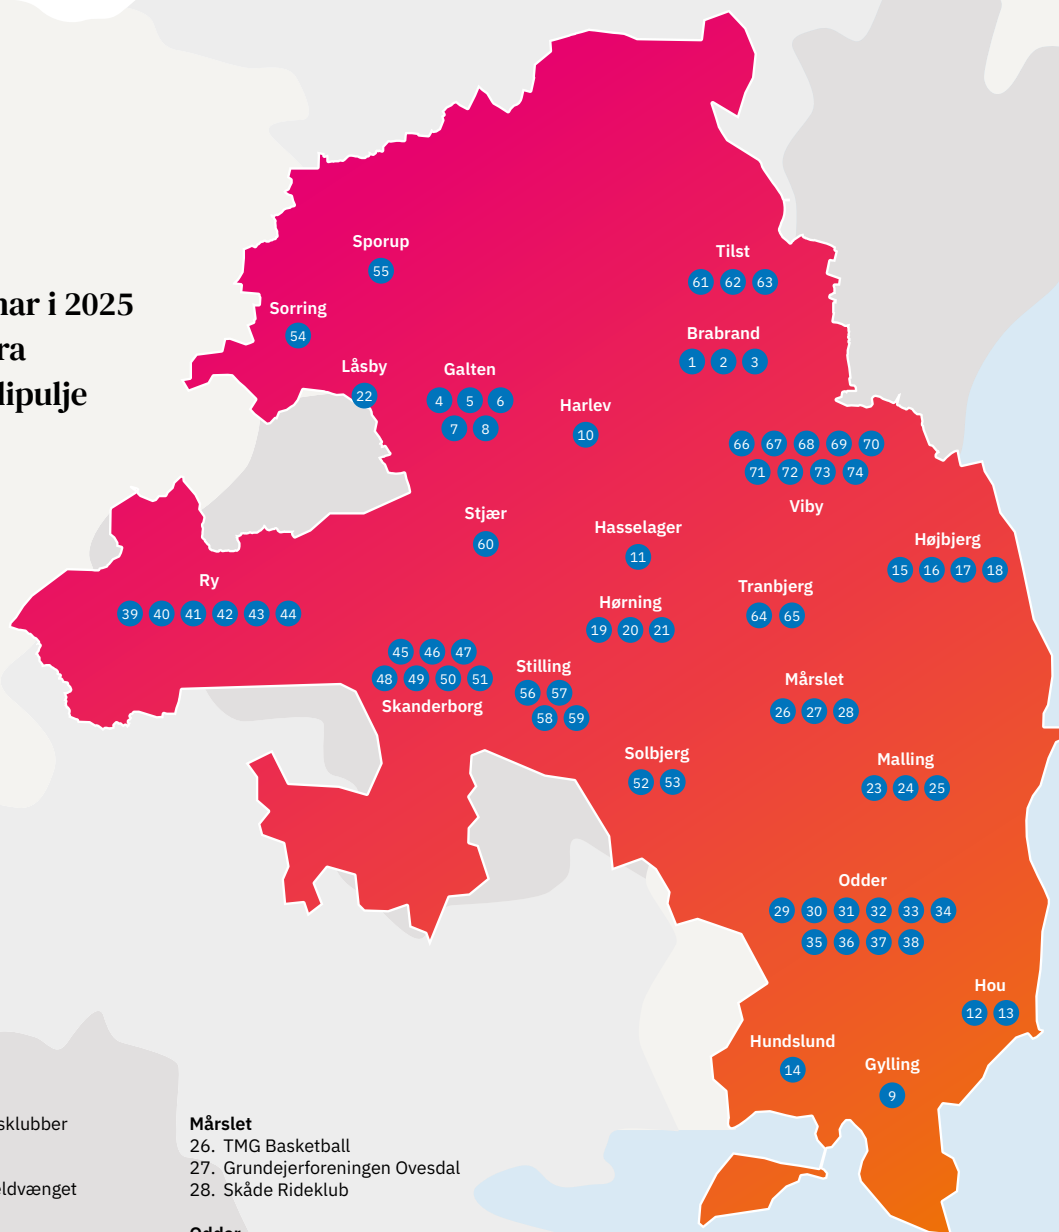 Sporup
55
Tilst
61 62 63
nar i 2025
ra
lipulje
Sorring
54
Brabrand
1 2 3
Låsby
22
Galten
4 5 6
7 8
Harlev
10
66 67 68 69 70
71 72 73 74
Viby
Stjær
60
Hasselager
11
Højbjerg
15 16 17 18
Ry
39 40 41 42 43 44
Tranbjerg
64 65
Hørning
19 20 21
45 46 47
48 49 50 51
Skanderborg
Stilling
56 57
58 59
Mårslet
26 27 28
Solbjerg
52 53
Malling
23 24 25
Odder
29 30 31 32 33 34
35 36 37 38
Hou
12 13
Hundslund
14
Gylling
9
sklubber
eldvænget
Mårslet
26. TMG Basketball
27. Grundejerforeningen Ovesdal
28. Skåde Rideklub
Odder